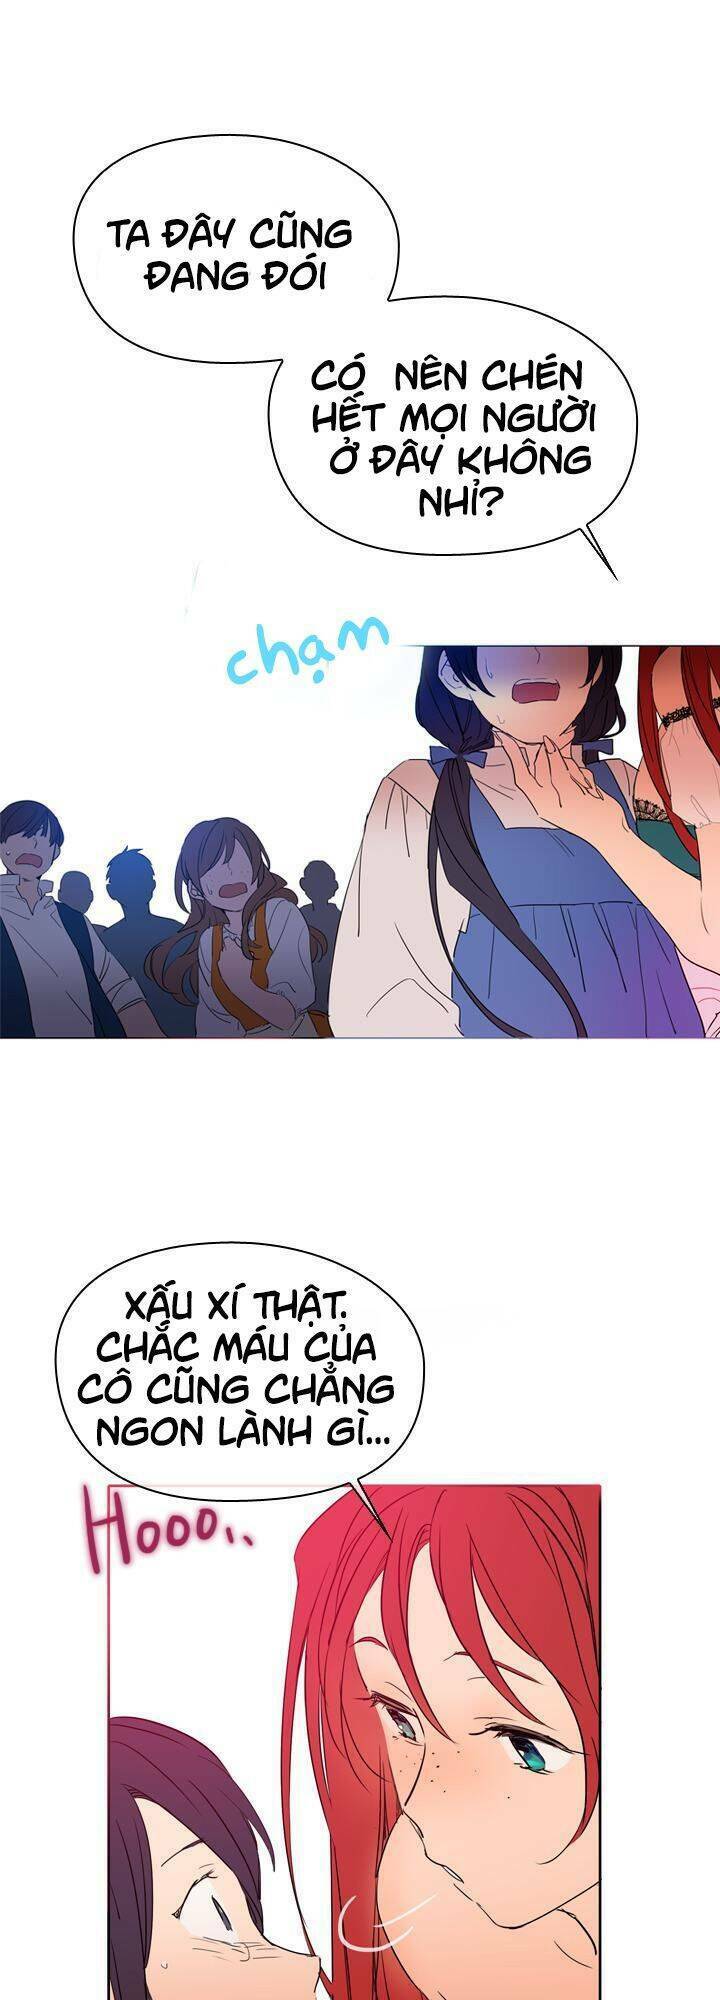 TA ĐÂY CŨNG
ĐANG ĐÓI
CÓ NÊN CHÉN
HẾT MỌI NGƯỜI
Ở ĐÂY KHÔNG
NHỈ?
chạm
XẤU XÍ THẬT.
CHẮC MÁU CỦA
CÔ CŨNG CHẲNG
NGON LÀNH GÌ...
HOOO..